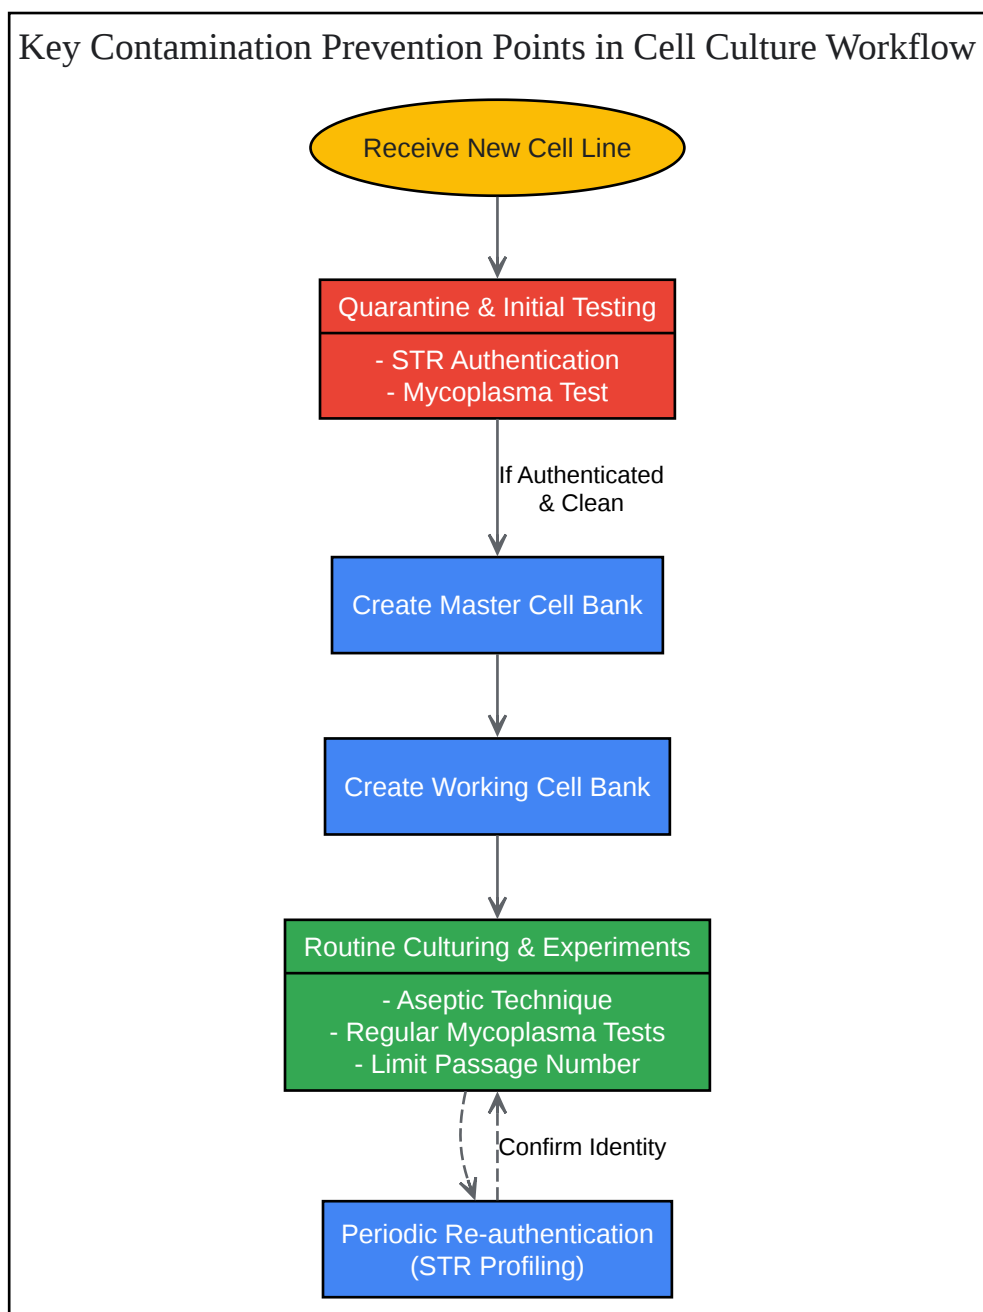 Key Contamination Prevention Points in Cell Culture Workflow
Receive New Cell Line
Quarantine & Initial Testing
- STR Authentication
- Mycoplasma Test
If Authenticated
& Clean
Create Master Cell Bank
Create Working Cell Bank
Routine Culturing & Experiments
- Aseptic Technique
- Regular Mycoplasma Tests
- Limit Passage Number
Confirm Identity
Periodic Re-authentication
(STR Profiling)